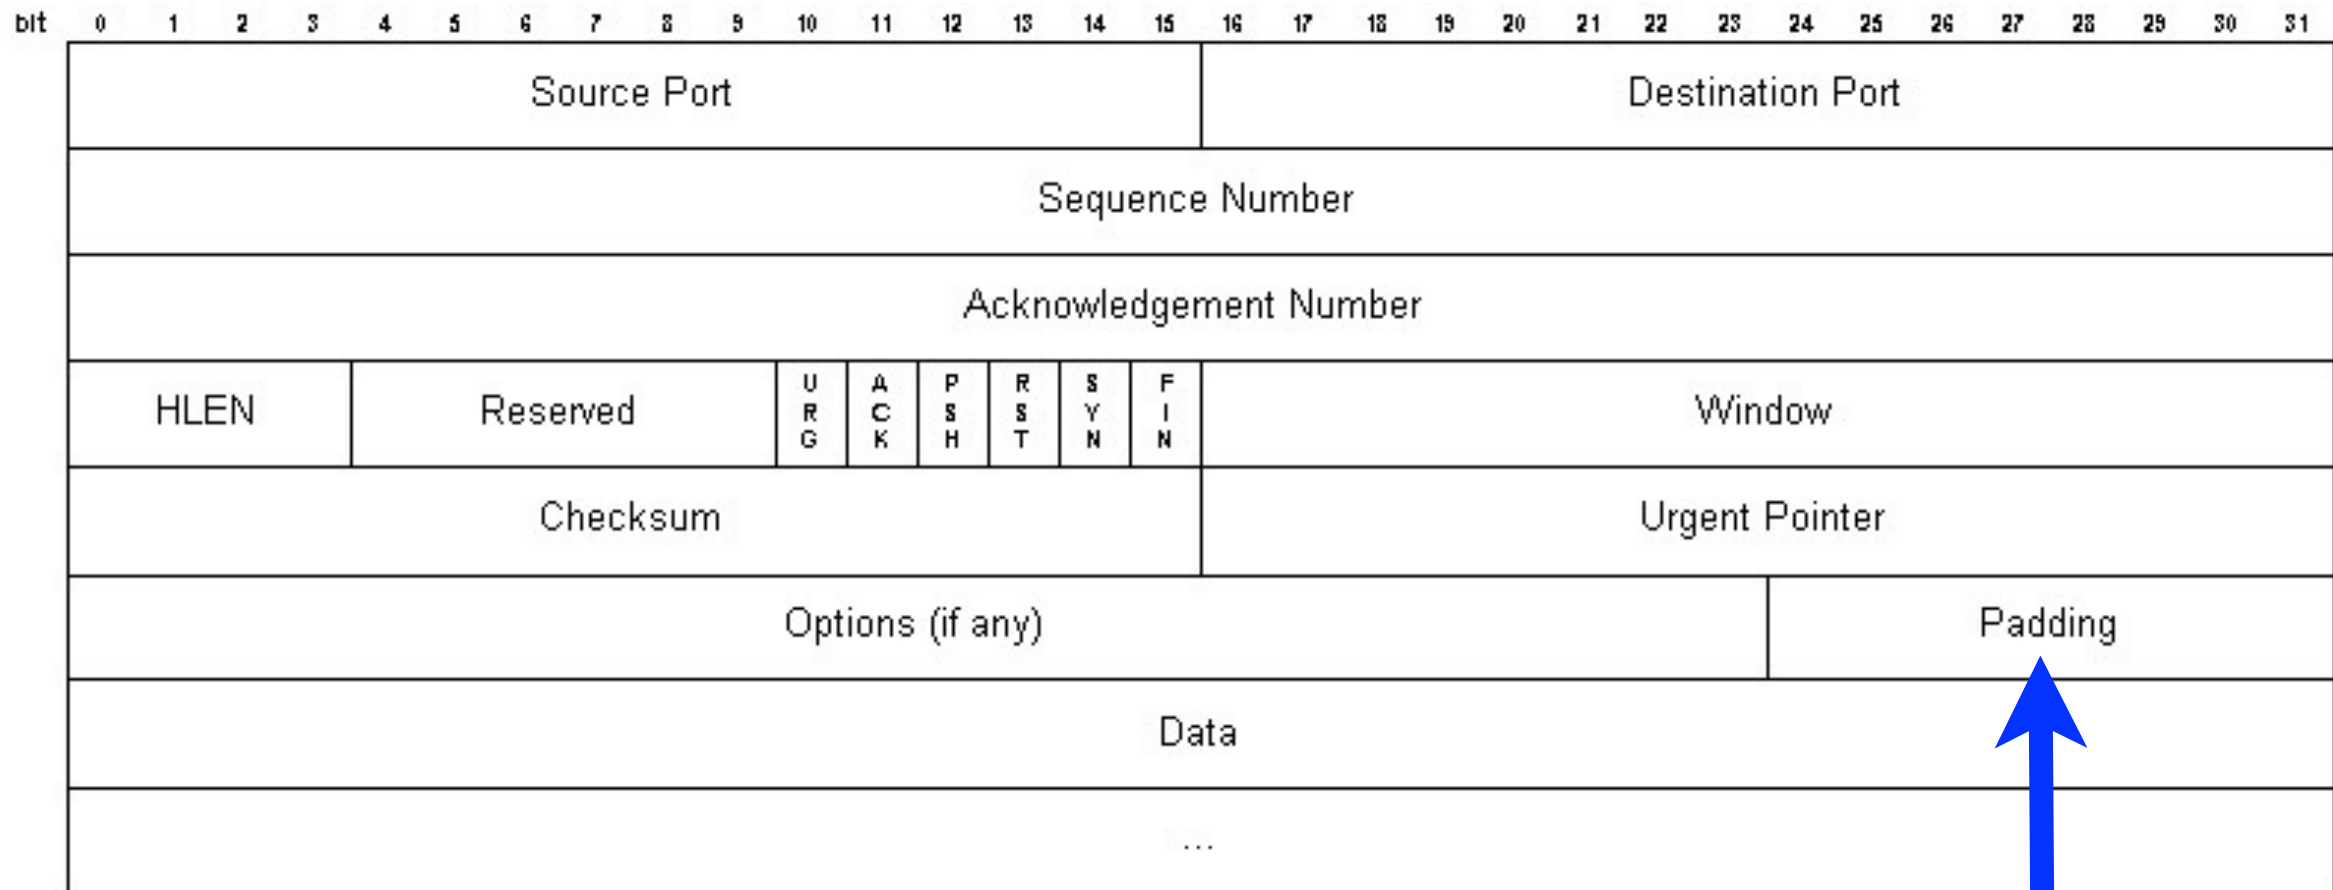 bit 0 1 2 3 4 5 6 7 8 9 10 11 12 13 14 15 16 17 18 19 20 21 22 23 24 25 26 27 28 29 30 31
Source Port Destination Port
Sequence Number
Acknowledgement Number
HLEN Reserved URG ACK PSH RST SYN FIN Window
Checksum Urgent Pointer
Options (if any) Padding
Data
...